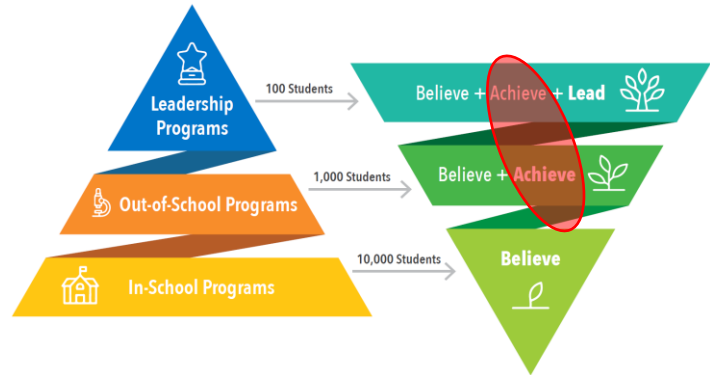 Leadership
Programs
100 Students
Believe + Achieve + Lead
Out-of-School Programs
1,000 Students
Believe + Achieve
In-School Programs
10,000 Students
Believe